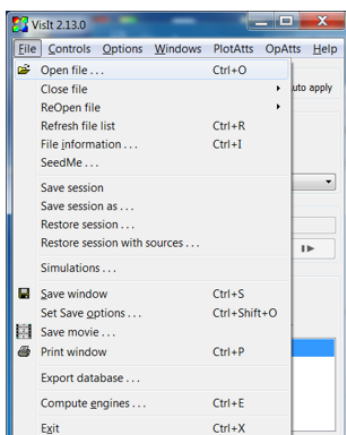 VisIt 2.13.0
File Controls Options Windows PlotAtts OpAtts Help
Open file . . . Ctrl+O
Close file
uto apply
ReOpen file
Refresh file list Ctrl+R
File information . . . Ctrl+I
SeedMe . . .
Save session
Save session as . . .
Restore session . . .
Restore session with sources . . .
Simulations . . .
Save window Ctrl+S
Set Save options . . . Ctrl+Shift+O
Save movie . . .
Print window Ctrl+P
Export database . . .
Compute engines . . . Ctrl+E
Exit Ctrl+X